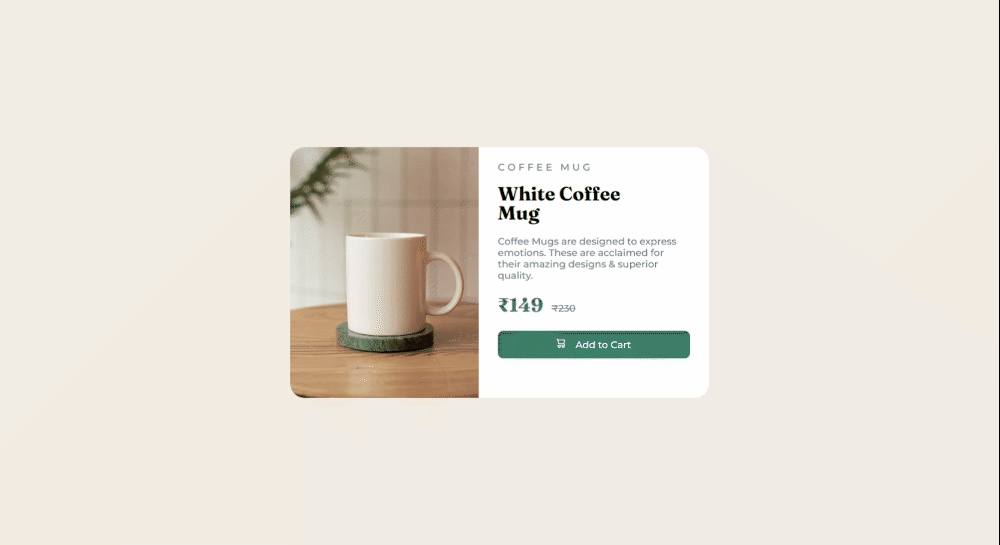 COFFEE MUG
White Coffee
Mug
Coffee Mugs are designed to express
emotions. These are acclaimed for
their amazing designs & superior
quality.
₹149 ₹230
Add to Cart